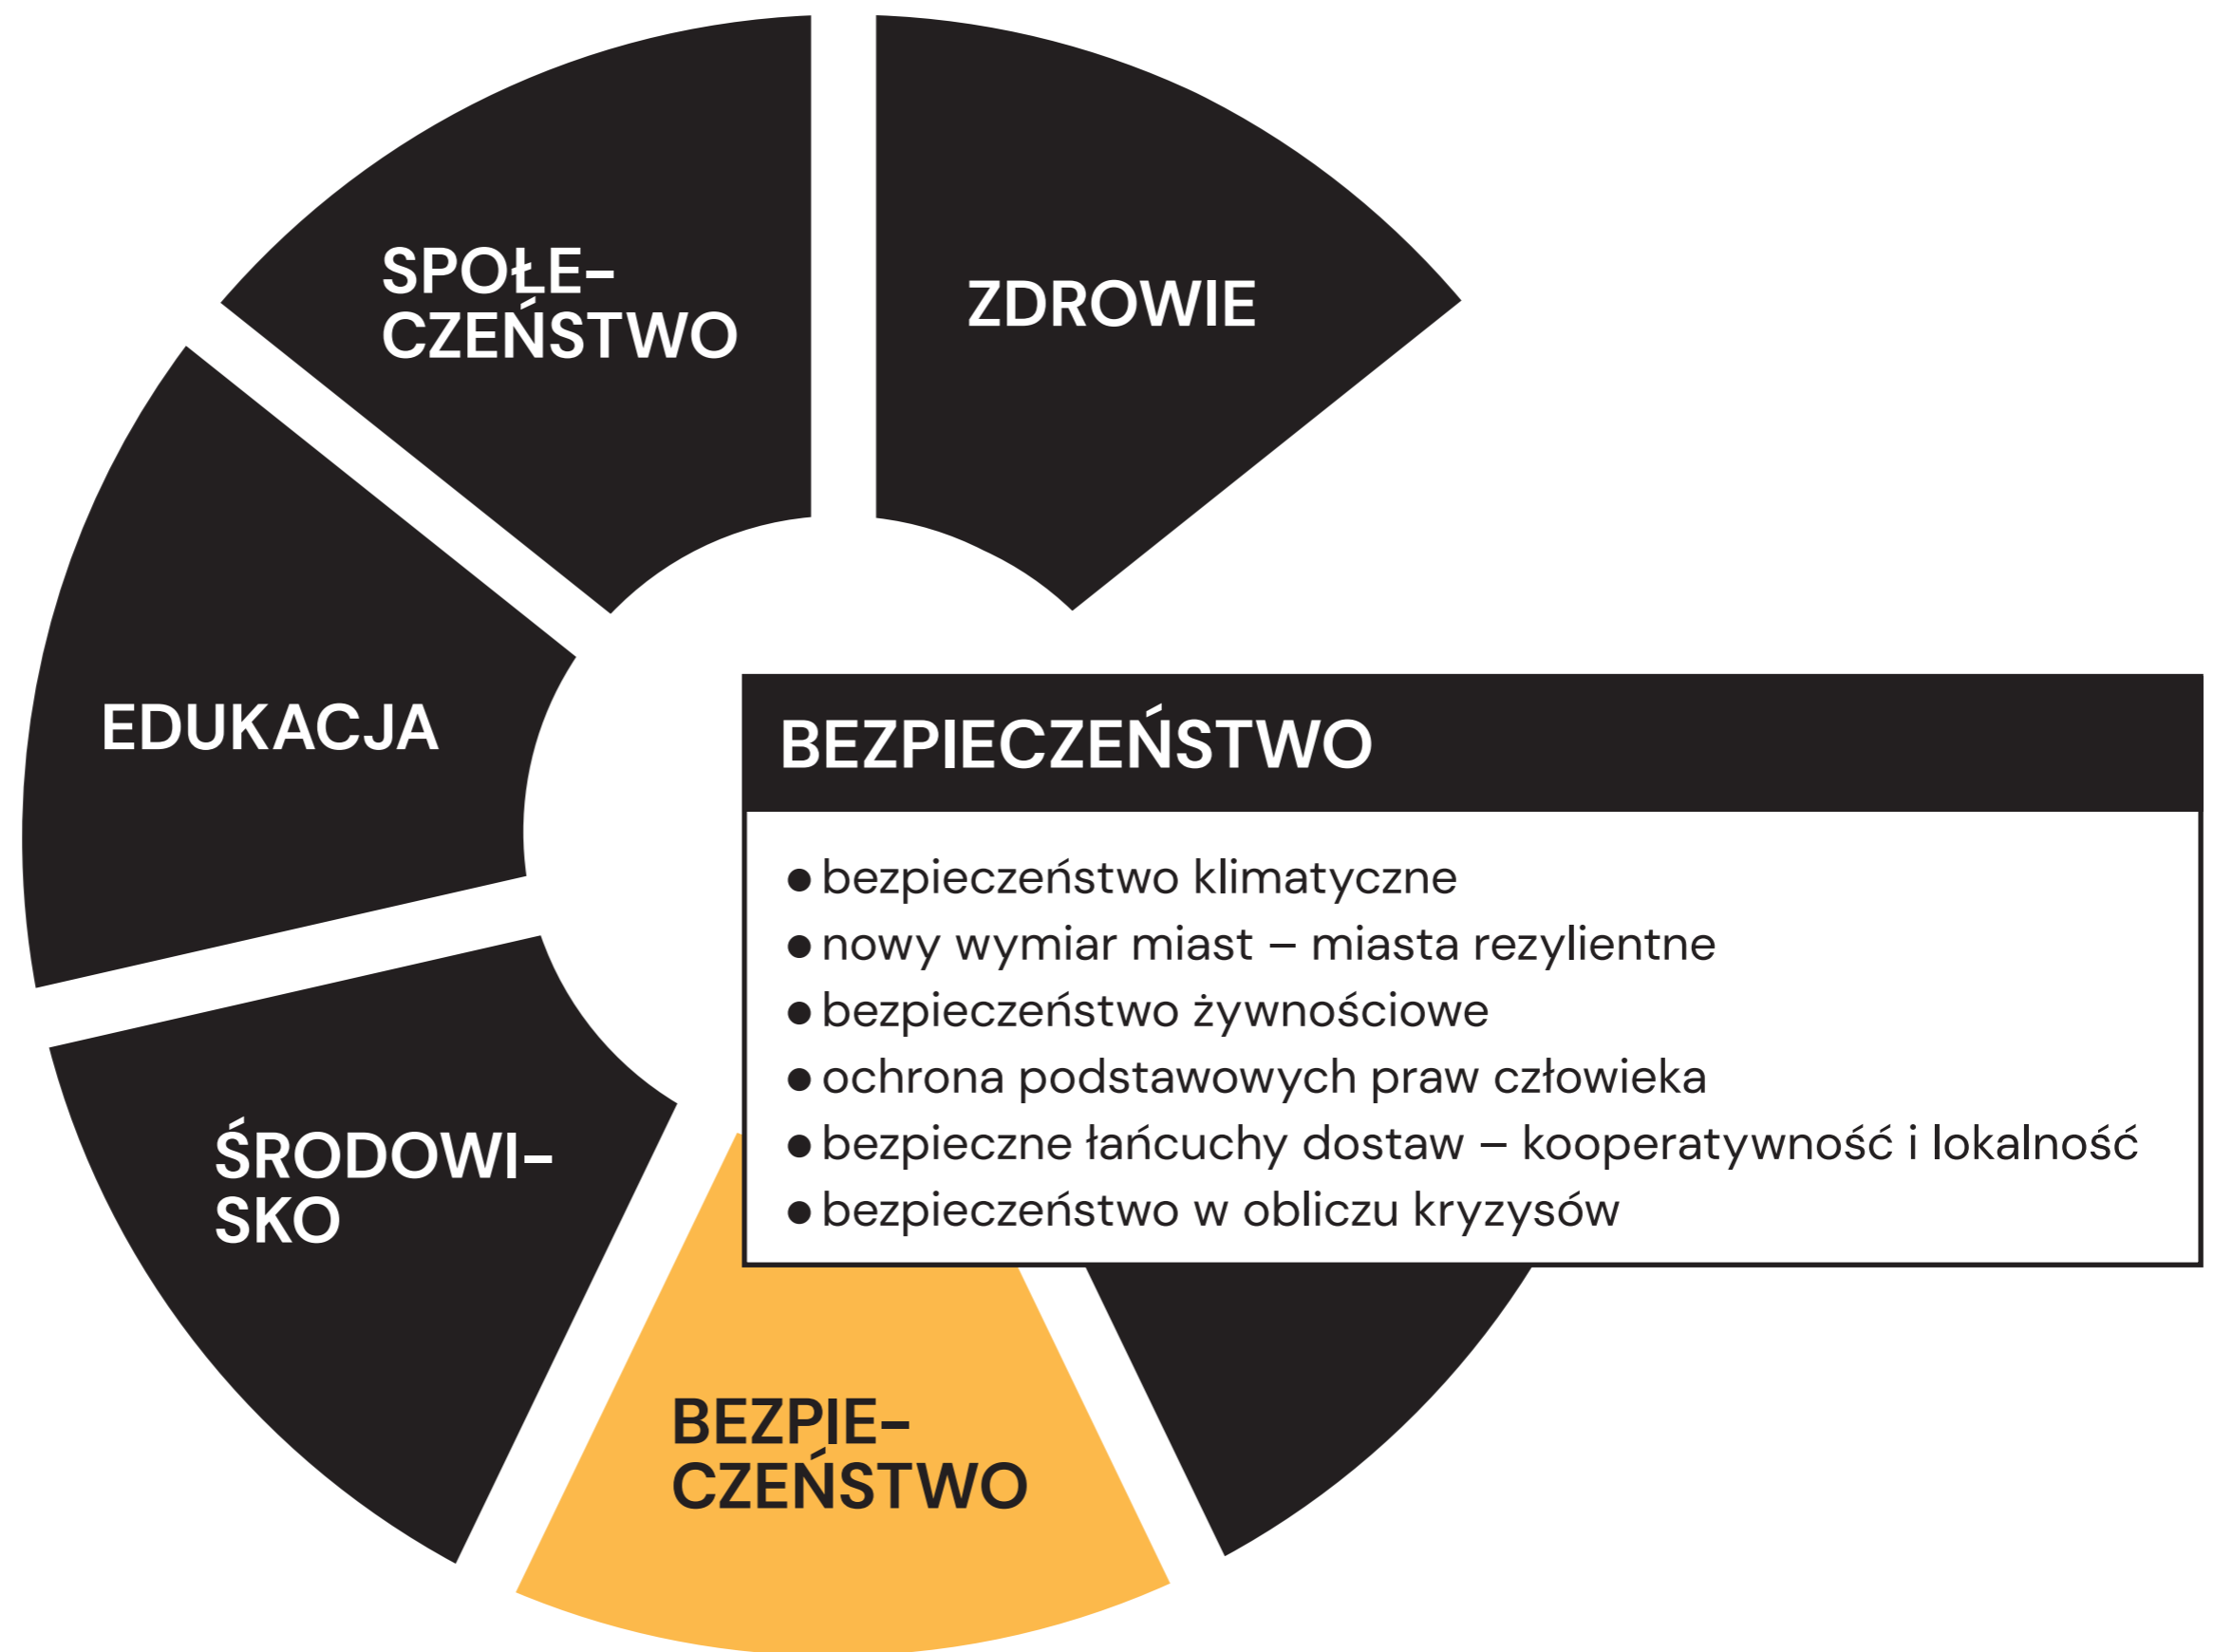 SPOŁE-
CZEŃSTWO
ZDROWIE
EDUKACJA
BEZPIECZEŃSTWO
● bezpieczeństwo klimatyczne
● nowy wymiar miast – miasta rezylientne
● bezpieczeństwo żywnościowe
● ochrona podstawowych praw człowieka
● bezpieczne łańcuchy dostaw – kooperatywność i lokalność
● bezpieczeństwo w obliczu kryzysów
ŚRODOWI-
SKO
BEZPIE-
CZEŃSTWO